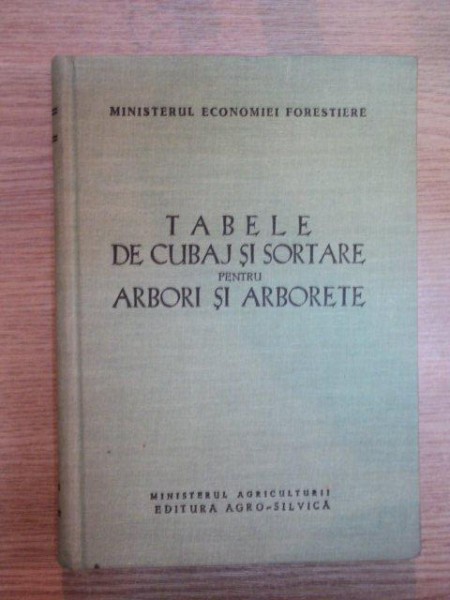 MINISTERUL ECONOMIEI FORESTIERE
TABELE
DE CUBAJ ȘI SORTARE
PENTRU
ARBORI ȘI ARBORETE
MINISTERUL AGRICULTURII
EDITURA AGRO-SILVICĂ